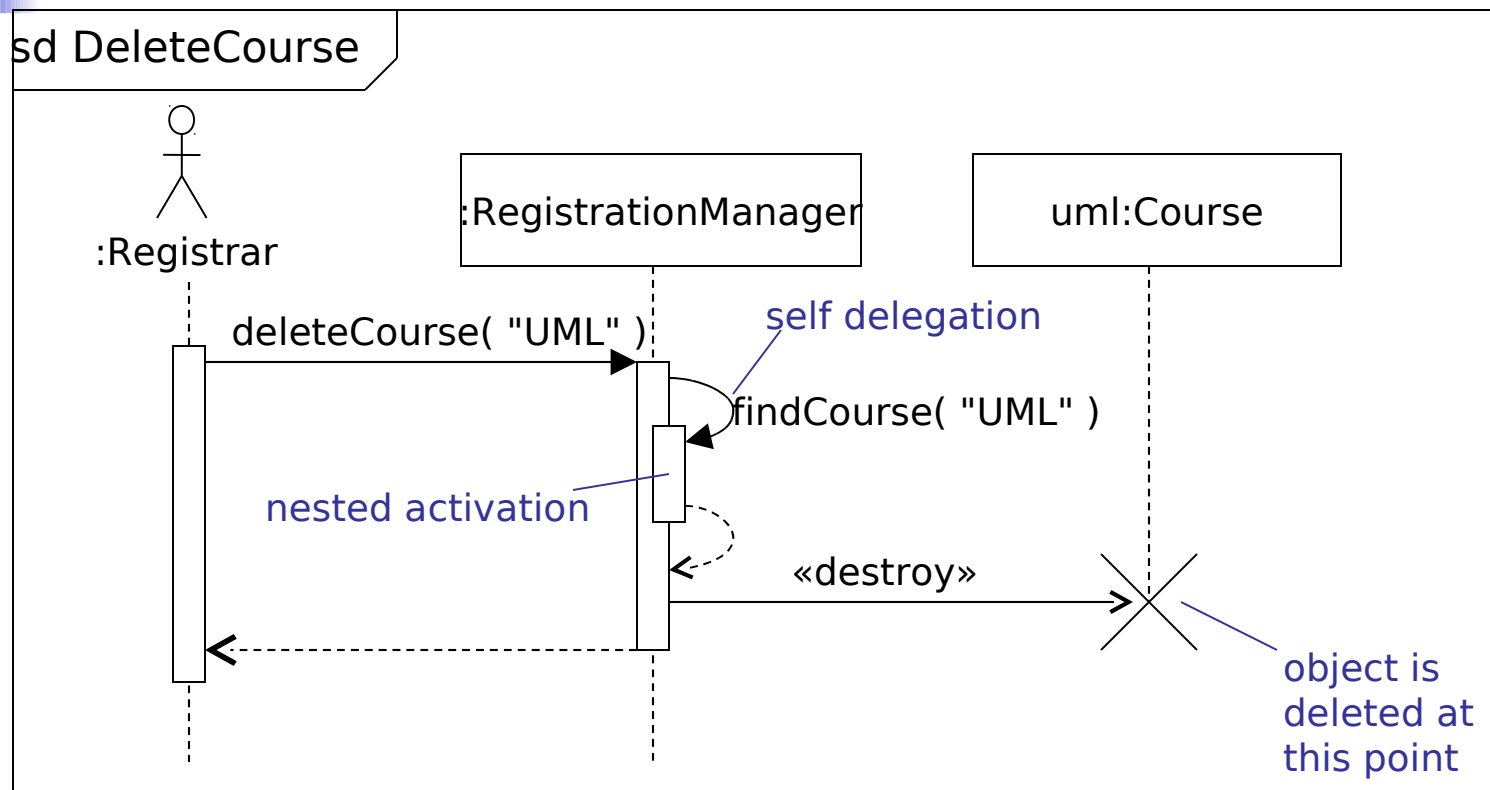 sd DeleteCourse
:RegistrationManager
uml:Course
:Registrar
self delegation
deleteCourse( "UML" )
findCourse( "UML" )
nested activation
«destroy»
object is
deleted at
this point